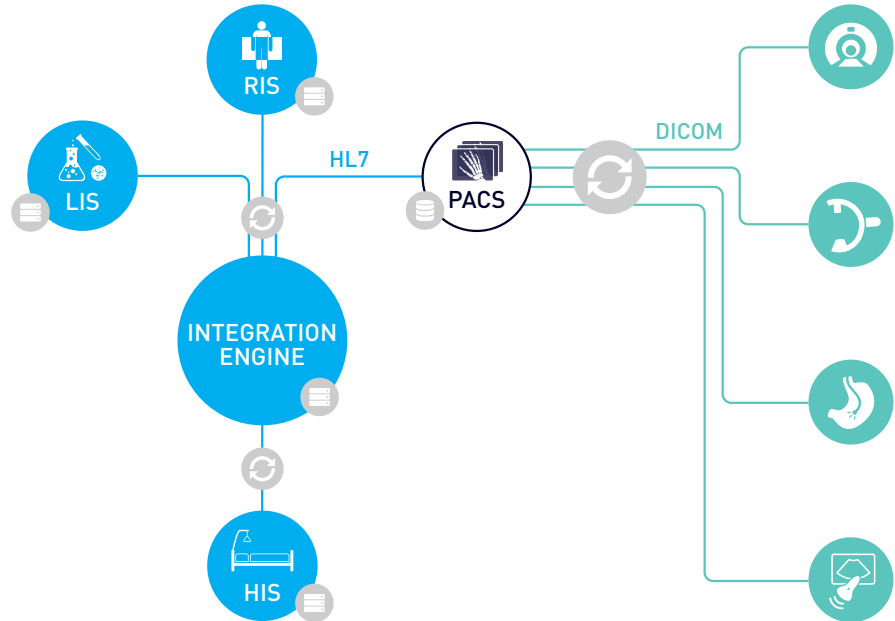 RIS
LIS
HL7
PACS
DICOM
INTEGRATION
ENGINE
HIS